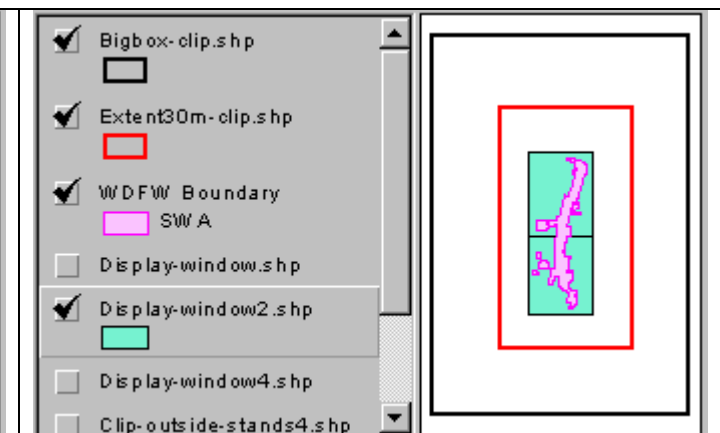 Bigbox-clip.shp
Extent30m-clip.shp
WDFW Boundary
SWA
Display-window.shp
Display-window2.shp
Display-window4.shp
Clip-outside-stands4.shp